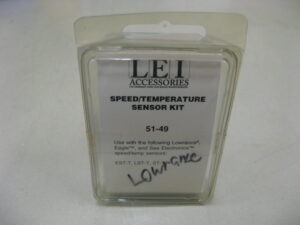 LEI
ACCESSORIES
SPEED/TEMPERATURE
SENSOR KIT
51-49
Use with the following Lowrance®,
Eagle™, and Sea Electronics™
speed/temp sensors:
LST-T,
Lowrance